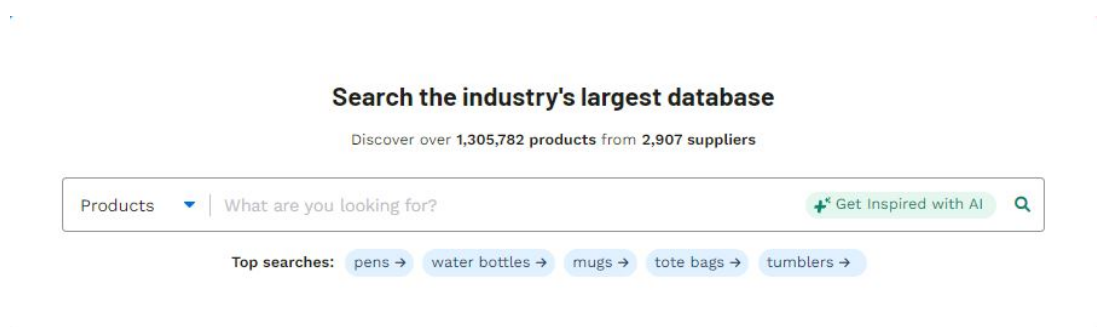 Search the industry's largest database
Discover over 1,305,782 products from 2,907 suppliers
Products What are you looking for? Get Inspired with AI
Top searches: pens → water bottles → mugs → tote bags → tumblers →